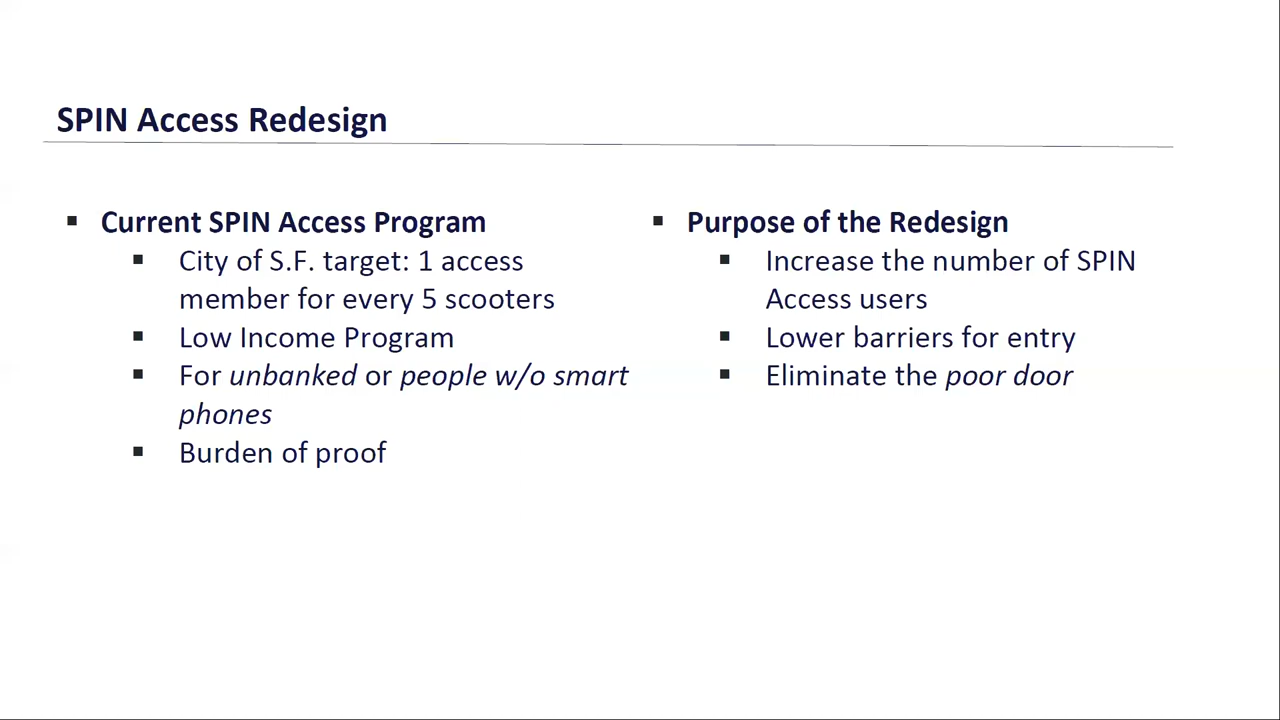 SPIN Access Redesign
▪ Current SPIN Access Program
▪ City of S.F. target: 1 access
member for every 5 scooters
▪ Low Income Program
▪ For unbanked or people w/o smart
phones
▪ Burden of proof
▪ Purpose of the Redesign
▪ Increase the number of SPIN
Access users
▪ Lower barriers for entry
▪ Eliminate the poor door